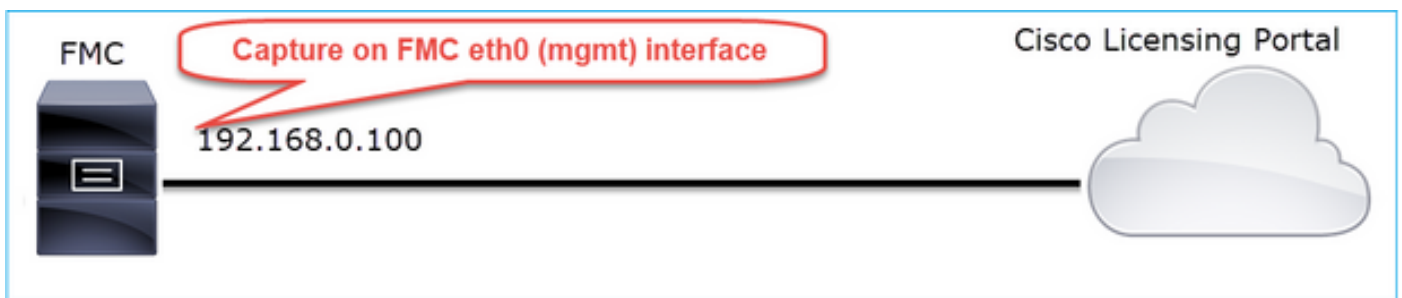 FMC
Capture on FMC eth0 (mgmt) interface
Cisco Licensing Portal
192.168.0.100